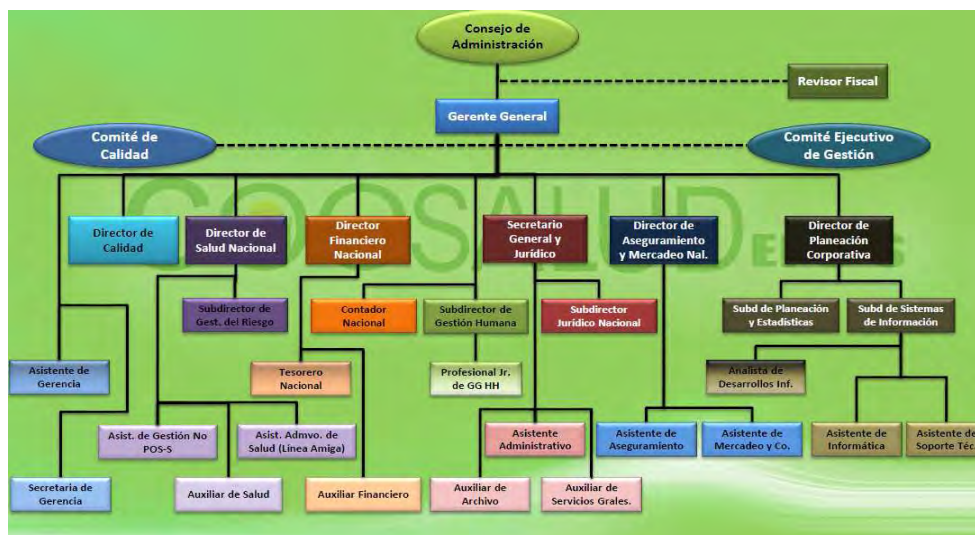 Consejo de
Administración
Revisor Fiscal
Gerente General
Comité de
Calidad
Comité Ejecutivo
de Gestión
COOSALUD
Director de
Calidad
Director de
Salud Nacional
Director
Financiero
Nacional
Secretario
General y
Jurídico
Director de
Aseguramiento
y Mercadeo Nal.
Director de
Planeación
Corporativa
Subdirector de
Gest. del Riesgo
Contador
Nacional
Subdirector de
Gestión Humana
Subdirector
Jurídico Nacional
Subd de Planeación
y Estadísticas
Subd de Sistemas
de Información
Asistente de
Gerencia
Tesorero
Nacional
Profesional Jr.
de GG HH
Analista de
Desarrollos Inf.
Asist. de Gestión No
POS-S
Asist. Admvo. de
Salud (Línea Amiga)
Asistente
Administrativo
Asistente de
Aseguramiento
Asistente de
Mercadeo y Co.
Asistente de
Informática
Asistente de
Soporte Téc.
Secretaria de
Gerencia
Auxiliar de Salud
Auxiliar Financiero
Auxiliar de
Archivo
Auxiliar de
Servicios Grales.